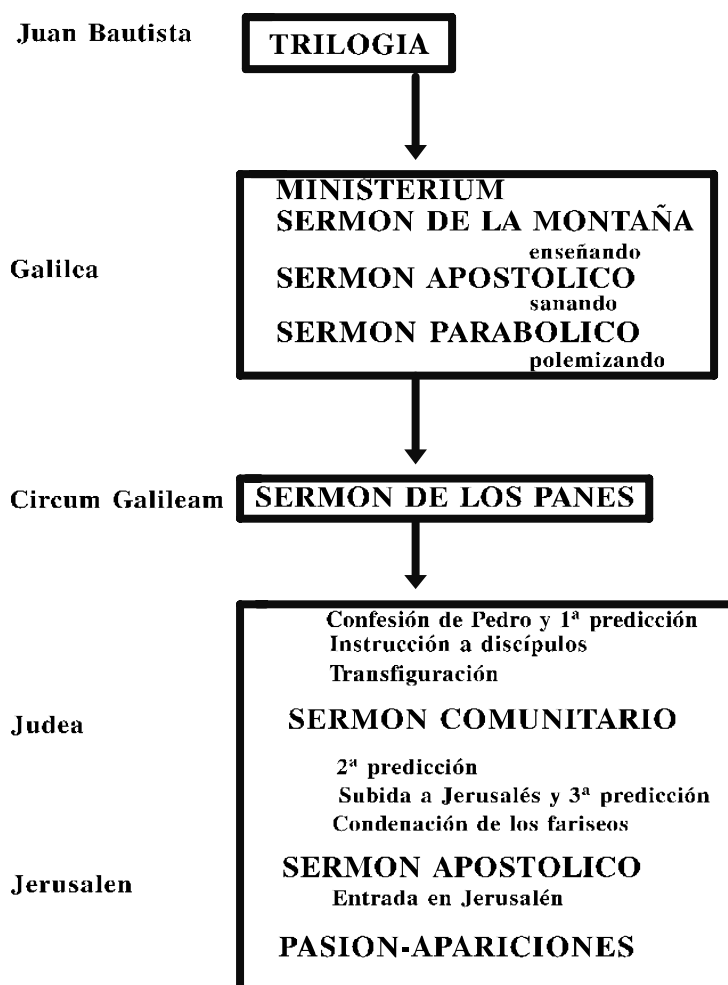 Juan Bautista
TRILOGIA
MINISTERIUM
SERMON DE LA MONTAÑA
enseñando
Galilea
SERMON APOSTOLICO
sanando
SERMON PARABOLICO
polemizando
Circum Galileam
SERMON DE LOS PANES
Confesión de Pedro y 1ª predicción
Instrucción a discípulos
Transfiguración
Judea
SERMON COMUNITARIO
2ª predicción
Subida a Jerusalés y 3ª predicción
Condenación de los fariseos
Jerusalen
SERMON APOSTOLICO
Entrada en Jerusalén
PASION-APARICIONES